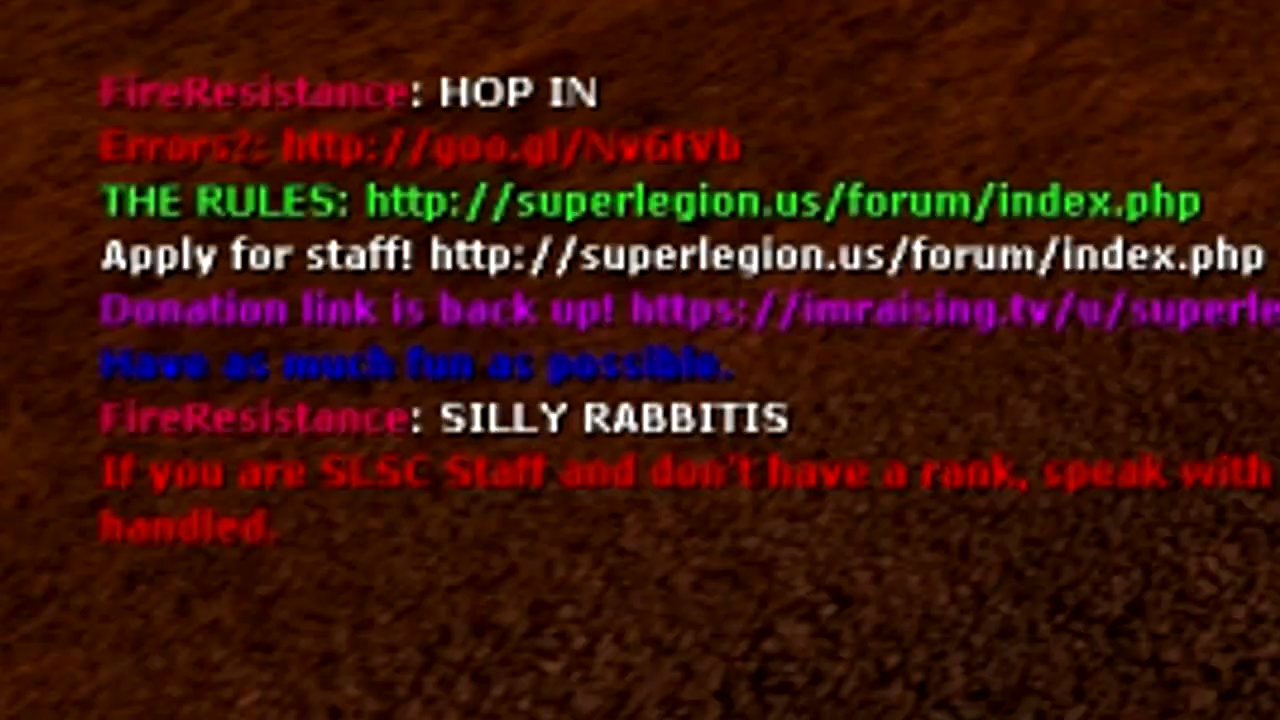 FireResistance: HOP IN
Errors?: http://goo.gl/Nv6tVb
THE RULES: http://superlegion.us/forum/index.php
Apply for staff! http://superlegion.us/forum/index.php
Donation link is back up! https://imraising.tv/u/superle
Have as much fun as possible.
FireResistance: SILLY RABBITIS
If you are SLSC Staff and don't have a rank, speak with
handled.